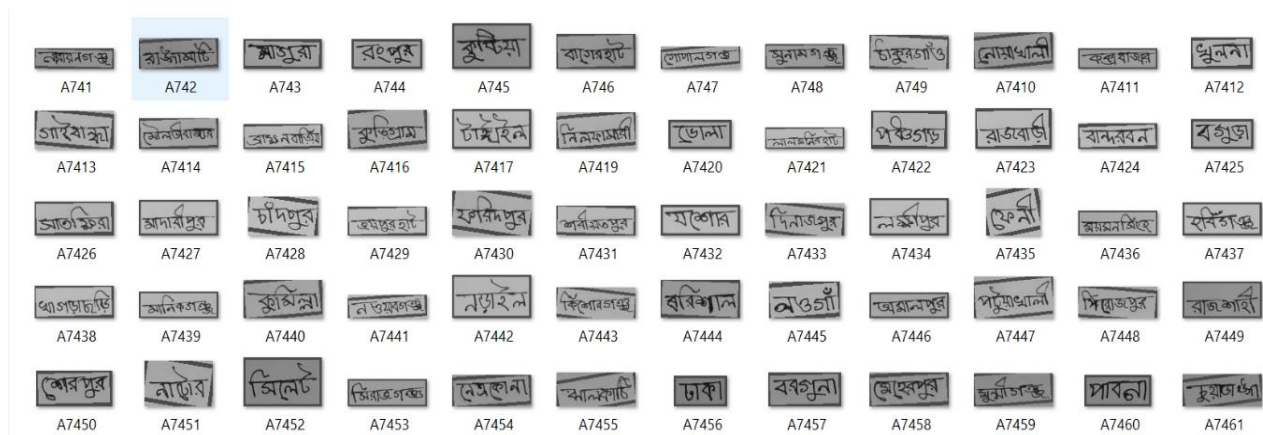 নারায়নগঞ্জ রাঙ্গামাটি মাগুরা রংপুর কুষ্টিয়া বাগেরহাট গোপালগঞ্জ সুনামগঞ্জ ঠাকুরগাঁও নোয়াখালী কক্সবাজার খুলনা
A741 A742 A743 A744 A745 A746 A747 A748 A749 A7410 A7411 A7412
গাইবান্ধা মৌলভীবাজার ব্রাহ্মনবাড়িয়া কুড়িগ্রাম টাঙ্গাইল নিলফামারী ভোলা লালমনিরহাট পঞ্চগড় রাজবাড়ী বান্দরবন বগুড়া
A7413 A7414 A7415 A7416 A7417 A7419 A7420 A7421 A7422 A7423 A7424 A7425
সাতক্ষিরা মাদারীপুর চাঁদপুর জয়পুরহাট ফরিদপুর শরীয়তপুর যশোর দিনাজপুর লক্ষীপুর ফেনী ময়মনসিংহ হবিগঞ্জ
A7426 A7427 A7428 A7429 A7430 A7431 A7432 A7433 A7434 A7435 A7436 A7437
খাগড়াছড়ি মানিকগঞ্জ কুমিল্লা নড়াইল কিশোরগঞ্জ বরিশাল নওগাঁ জামালপুর পটুয়াখালী পিরোজপুর রাজশাহী
A7438 A7439 A7440 A7441 A7442 A7443 A7444 A7445 A7446 A7447 A7448 A7449
শেরপুর নাটোর সিলেট সিরাজগঞ্জ নেত্রকোনা ঝালকাঠি ঢাকা বরগুনা মেহেরপুর মুন্সীগঞ্জ পাবনা চুয়াডাঙ্গা
A7450 A7451 A7452 A7453 A7454 A7455 A7456 A7457 A7458 A7459 A7460 A7461